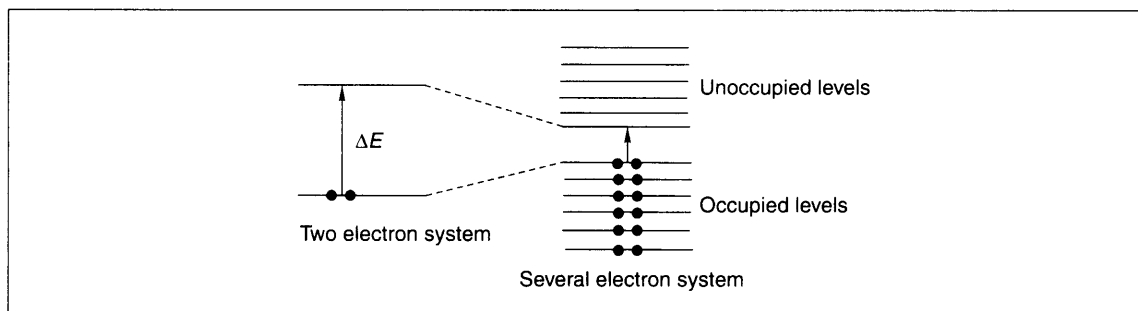 Unoccupied levels
ΔE
Occupied levels
Two electron system
Several electron system